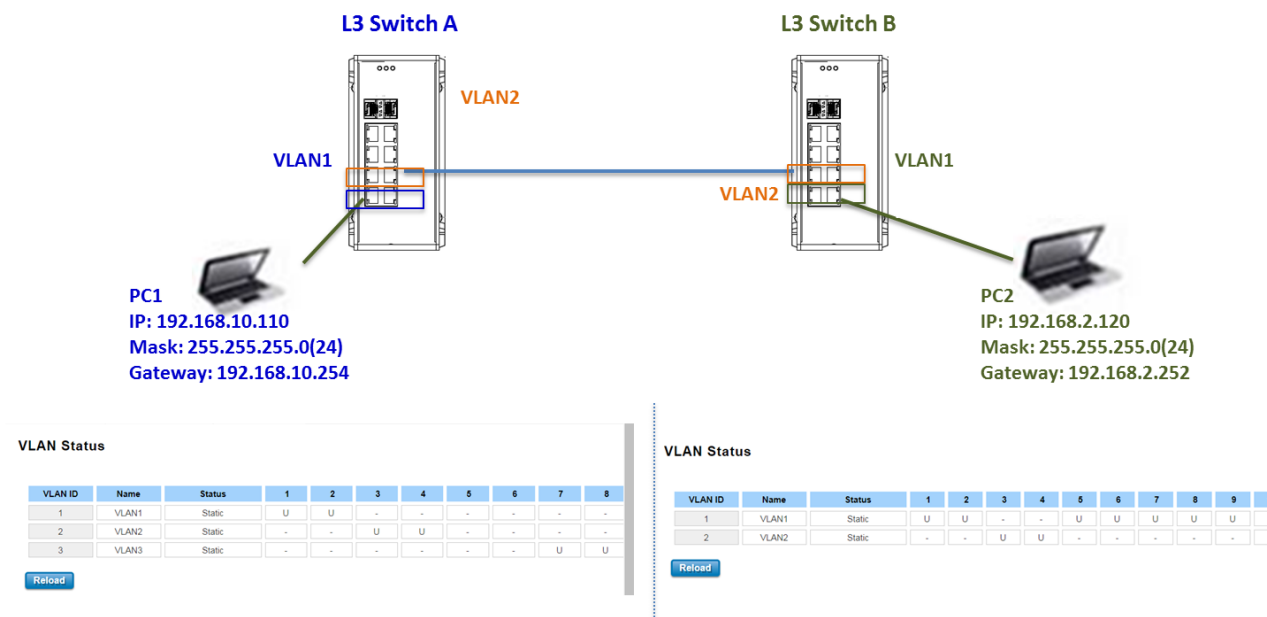 L3 Switch A
L3 Switch B
VLAN2
VLAN1
VLAN1
VLAN2
PC1
IP: 192.168.10.110
Mask: 255.255.255.0(24)
Gateway: 192.168.10.254
PC2
IP: 192.168.2.120
Mask: 255.255.255.0(24)
Gateway: 192.168.2.252
VLAN Status
VLAN ID Name Status 1 2 3 4 5 6 7 8
1 VLAN1 Static U U - - - - - -
2 VLAN2 Static - - U U - - - -
3 VLAN3 Static - - - - - - U U
Reload
VLAN Status
VLAN ID Name Status 1 2 3 4 5 6 7 8 9
1 VLAN1 Static U U - - U U U U U
2 VLAN2 Static - - U U - - - - -
Reload